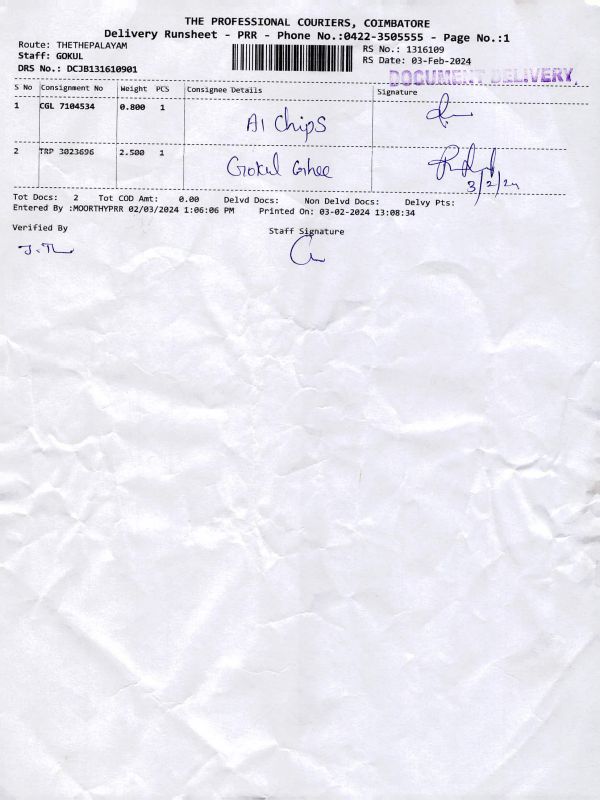 THE PROFESSIONAL COURIERS, COIMBATORE
Delivery Runsheet - PRR - Phone No.:0422-3505555 - Page No.:1
Route: THETHEPALAYAM
Staff: GOKUL
DRS No.: DCJB131610901
RS No.: 1316109
RS Date: 03-Feb-2024
DOCUMENT DELIVERY.
S No Consignment No Weight PCS Consignee Details Signature
1 CGL 7104534 0.800 1 A1 Chips
2 TRP 3023696 2.500 1 Gokul Ghee
3/2/24
Tot Docs: 2 Tot COD Amt: 0.00 Delvd Docs: Non Delvd Docs: Delvy Pts:
Entered By :MOORTHYPRR 02/03/2024 1:06:06 PM Printed On: 03-02-2024 13:08:34
Verified By Staff Signature